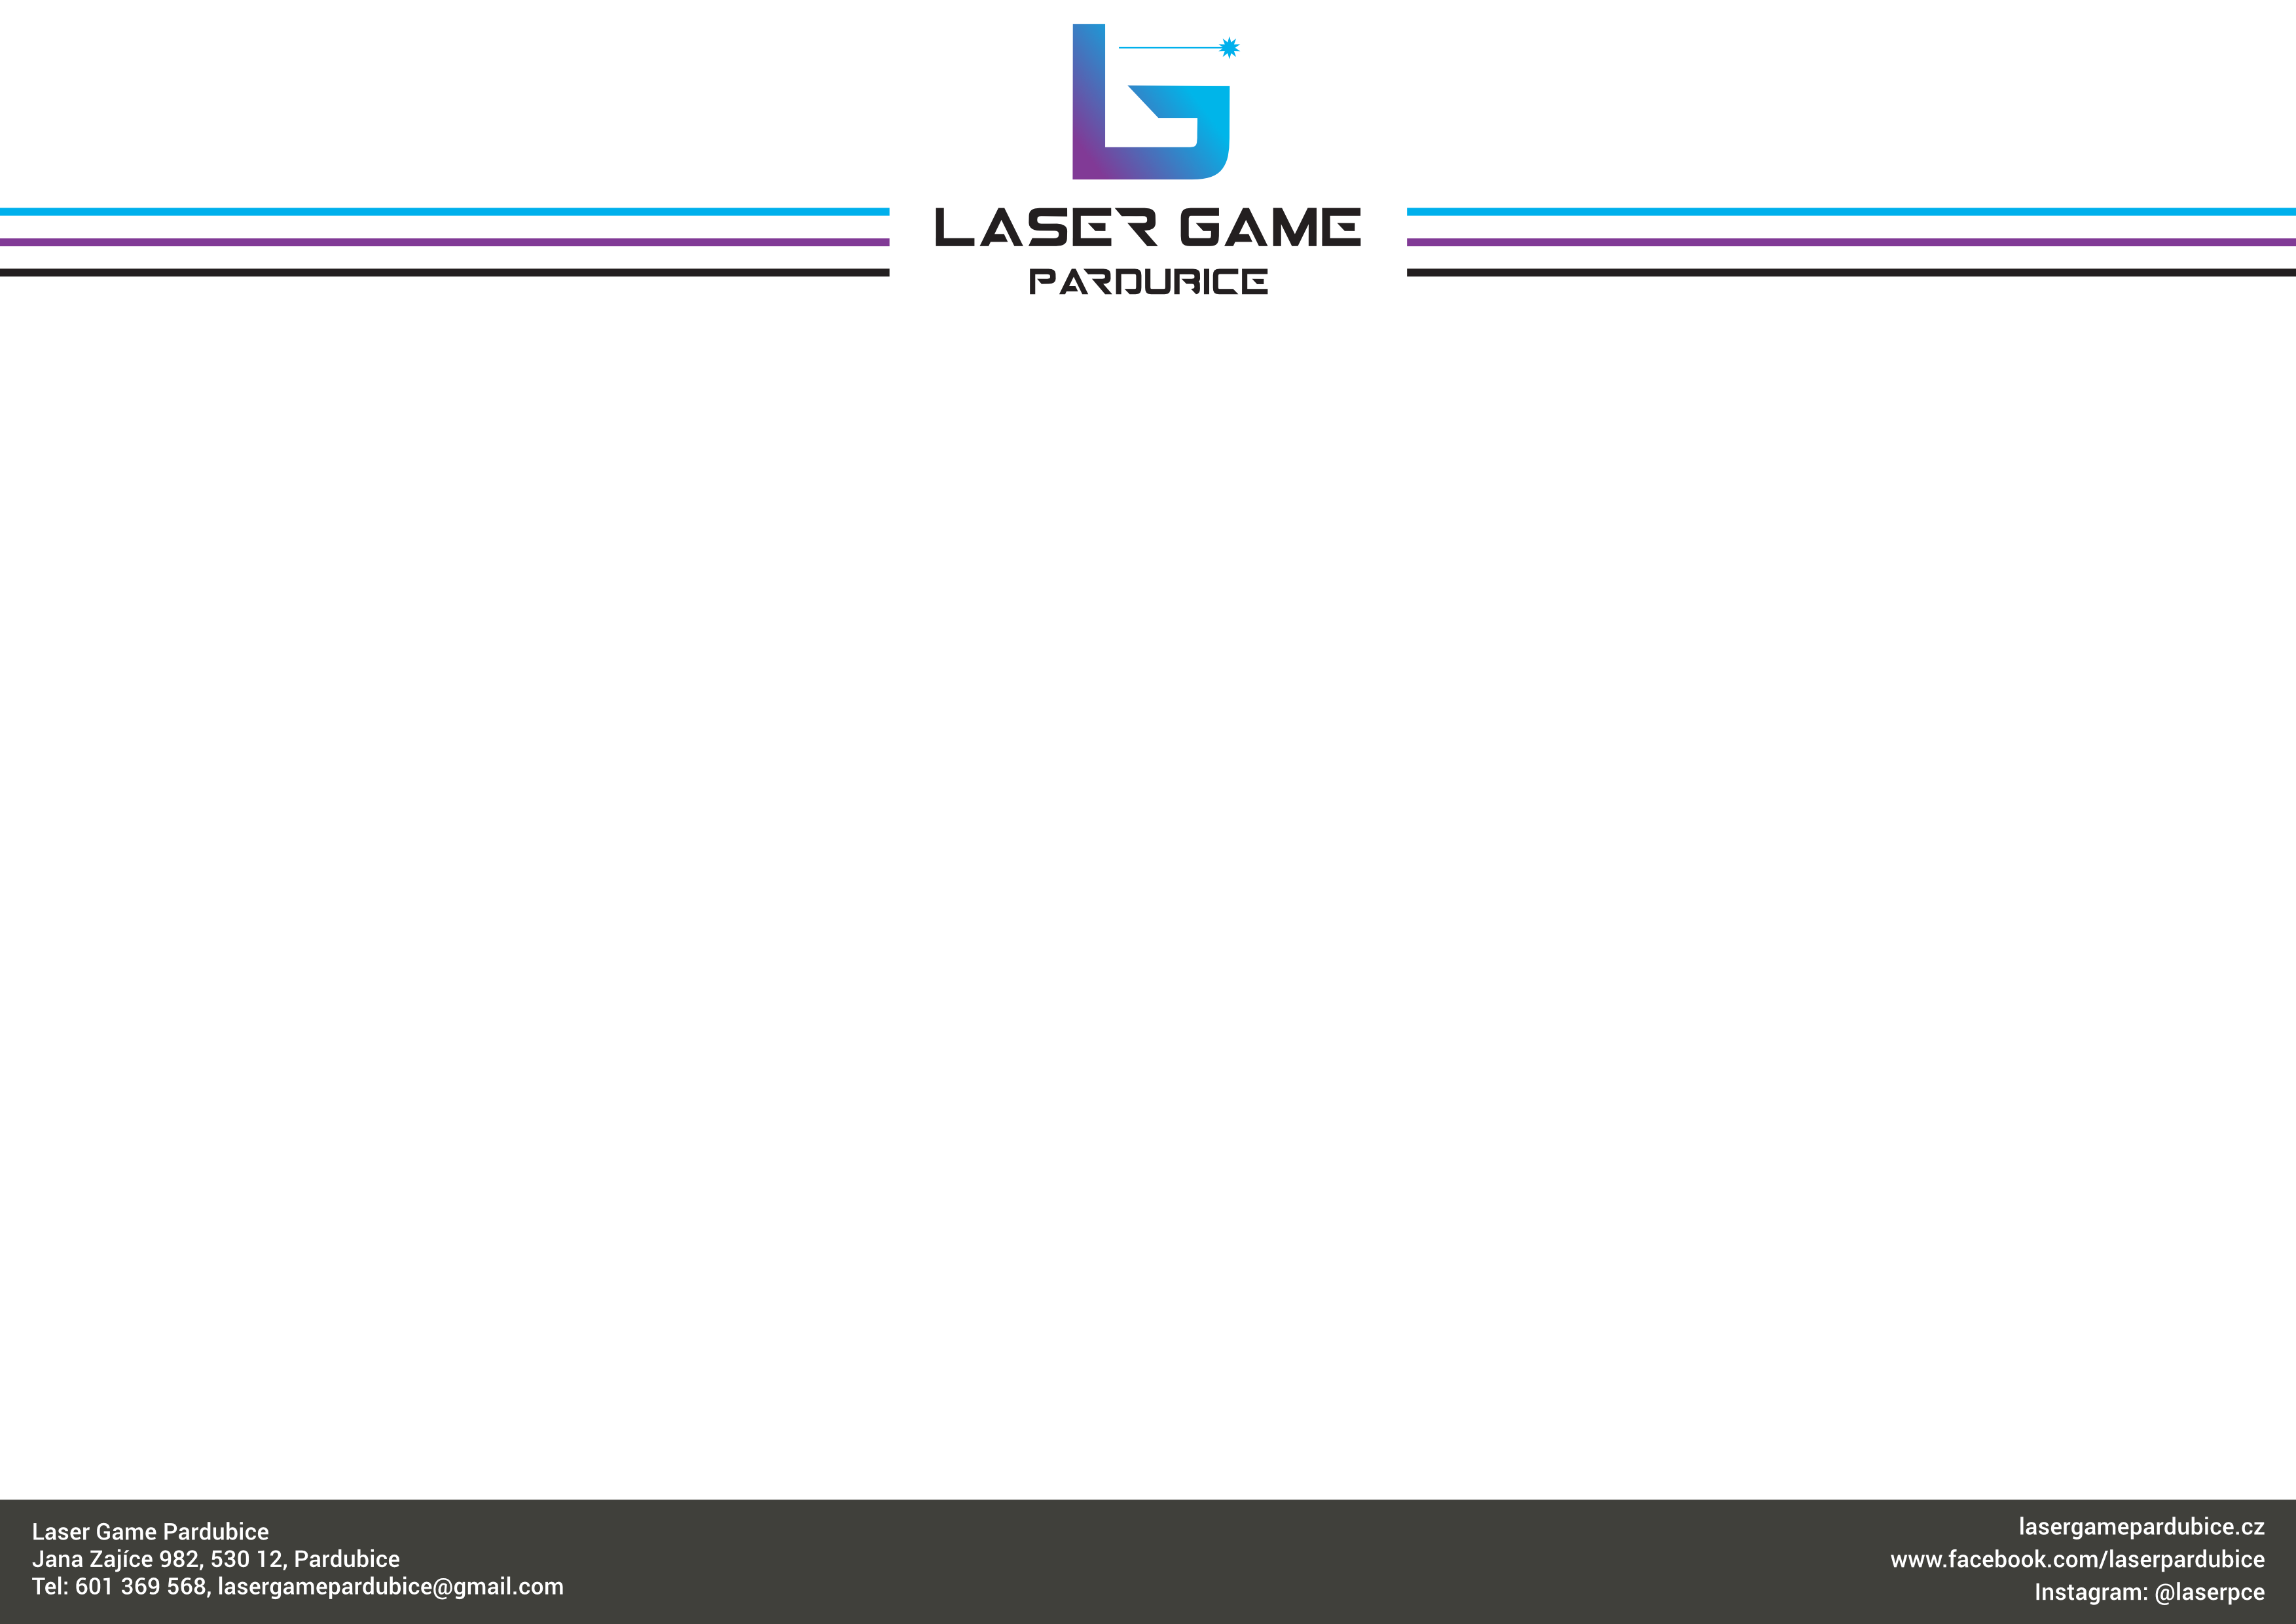 LG
LASER GAME
PARDUBICE
Laser Game Pardubice
Jana Zajíce 982, 530 12, Pardubice
Tel: 601 369 568, lasergamepardubice@gmail.com
lasergamepardubice.cz
www.facebook.com/laserpardubice
Instagram: @laserpce